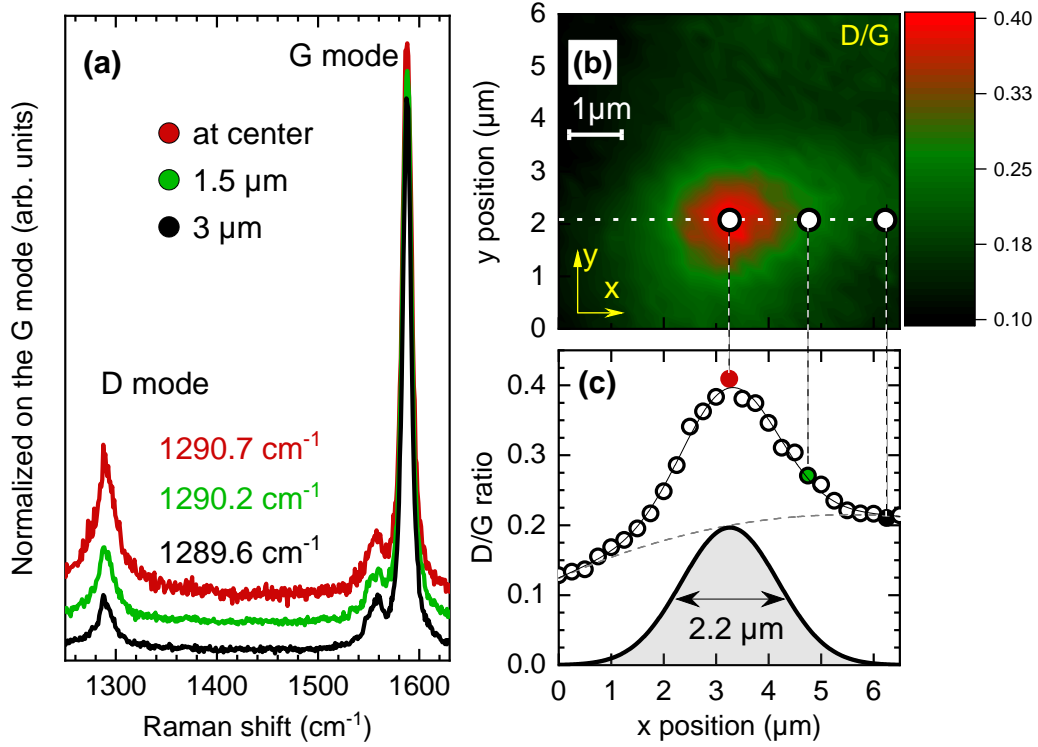 (a)
G mode
at center
1.5 µm
3 µm
D mode
1290.7 cm⁻¹
1290.2 cm⁻¹
1289.6 cm⁻¹
Normalized on the G mode (arb. units)
1300 1400 1500 1600
Raman shift (cm⁻¹)
(b)
D/G
1µm
y
x
y position (µm)
6
5
4
3
2
1
0
0.40
0.33
0.25
0.18
0.10
(c)
D/G ratio
0.4
0.3
0.2
0.1
0.0
2.2 µm
0 1 2 3 4 5 6
x position (µm)